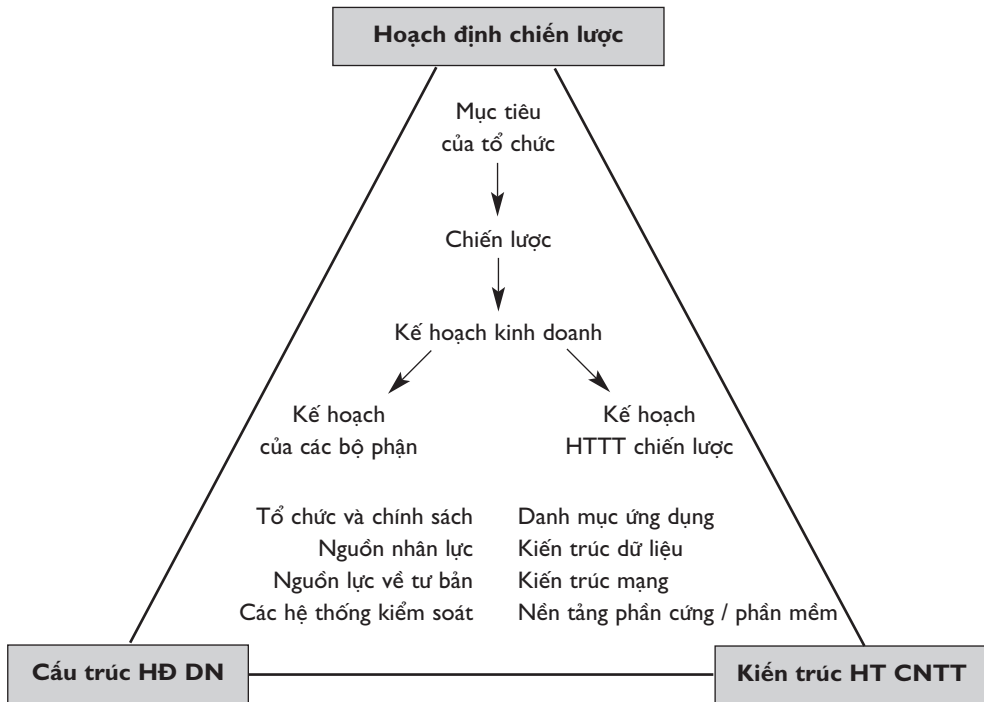 Hoạch định chiến lược
Mục tiêu
của tổ chức
Chiến lược
Kế hoạch kinh doanh
Kế hoạch
của các bộ phận
Kế hoạch
HTTT chiến lược
Tổ chức và chính sách
Nguồn nhân lực
Nguồn lực về tư bản
Các hệ thống kiểm soát
Danh mục ứng dụng
Kiến trúc dữ liệu
Kiến trúc mạng
Nền tảng phần cứng / phần mềm
Cấu trúc HĐ DN
Kiến trúc HT CNTT